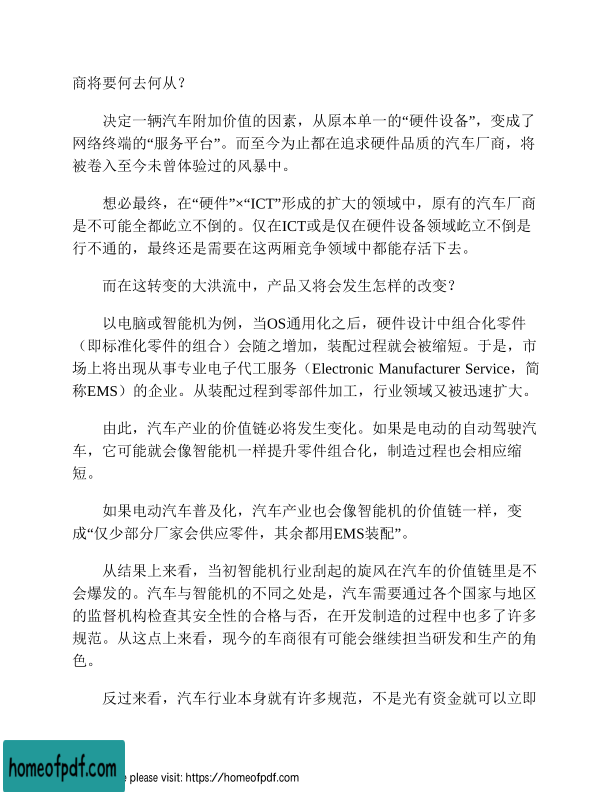 商将要何去何从？
决定一辆汽车附加价值的因素，从原本单一的“硬件设备”，变成了
网络终端的“服务平台”。而至今为止都在追求硬件品质的汽车厂商，将
被卷入至今未曾体验过的风暴中。
想必最终，在“硬件”×“ICT”形成的扩大的领域中，原有的汽车厂商
是不可能全都屹立不倒的。仅在ICT或是仅在硬件设备领域屹立不倒是
行不通的，最终还是需要在这两厢竞争领域中都能存活下去。
而在这转变的大洪流中，产品又将会发生怎样的改变？
以电脑或智能机为例，当OS通用化之后，硬件设计中组合化零件
（即标准化零件的组合）会随之增加，装配过程就会被缩短。于是，市
场上将出现从事专业电子代工服务（Electronic Manufacturer Service，简
称EMS）的企业。从装配过程到零部件加工，行业领域又被迅速扩大。
由此，汽车产业的价值链必将发生变化。如果是电动的自动驾驶汽
车，它可能就会像智能机一样提升零件组合化，制造过程也会相应缩
短。
如果电动汽车普及化，汽车产业也会像智能机的价值链一样，变
成“仅少部分厂家会供应零件，其余都用EMS装配”。
从结果上来看，当初智能机行业刮起的旋风在汽车的价值链里是不
会爆发的。汽车与智能机的不同之处是，汽车需要通过各个国家与地区
的监督机构检查其安全性的合格与否，在开发制造的过程中也多了许多
规范。从这点上来看，现今的车商很有可能会继续担当研发和生产的角
色。
反过来看，汽车行业本身就有许多规范，不是光有资金就可以立即
homeofpdf.com
e please visit: https://homeofpdf.com